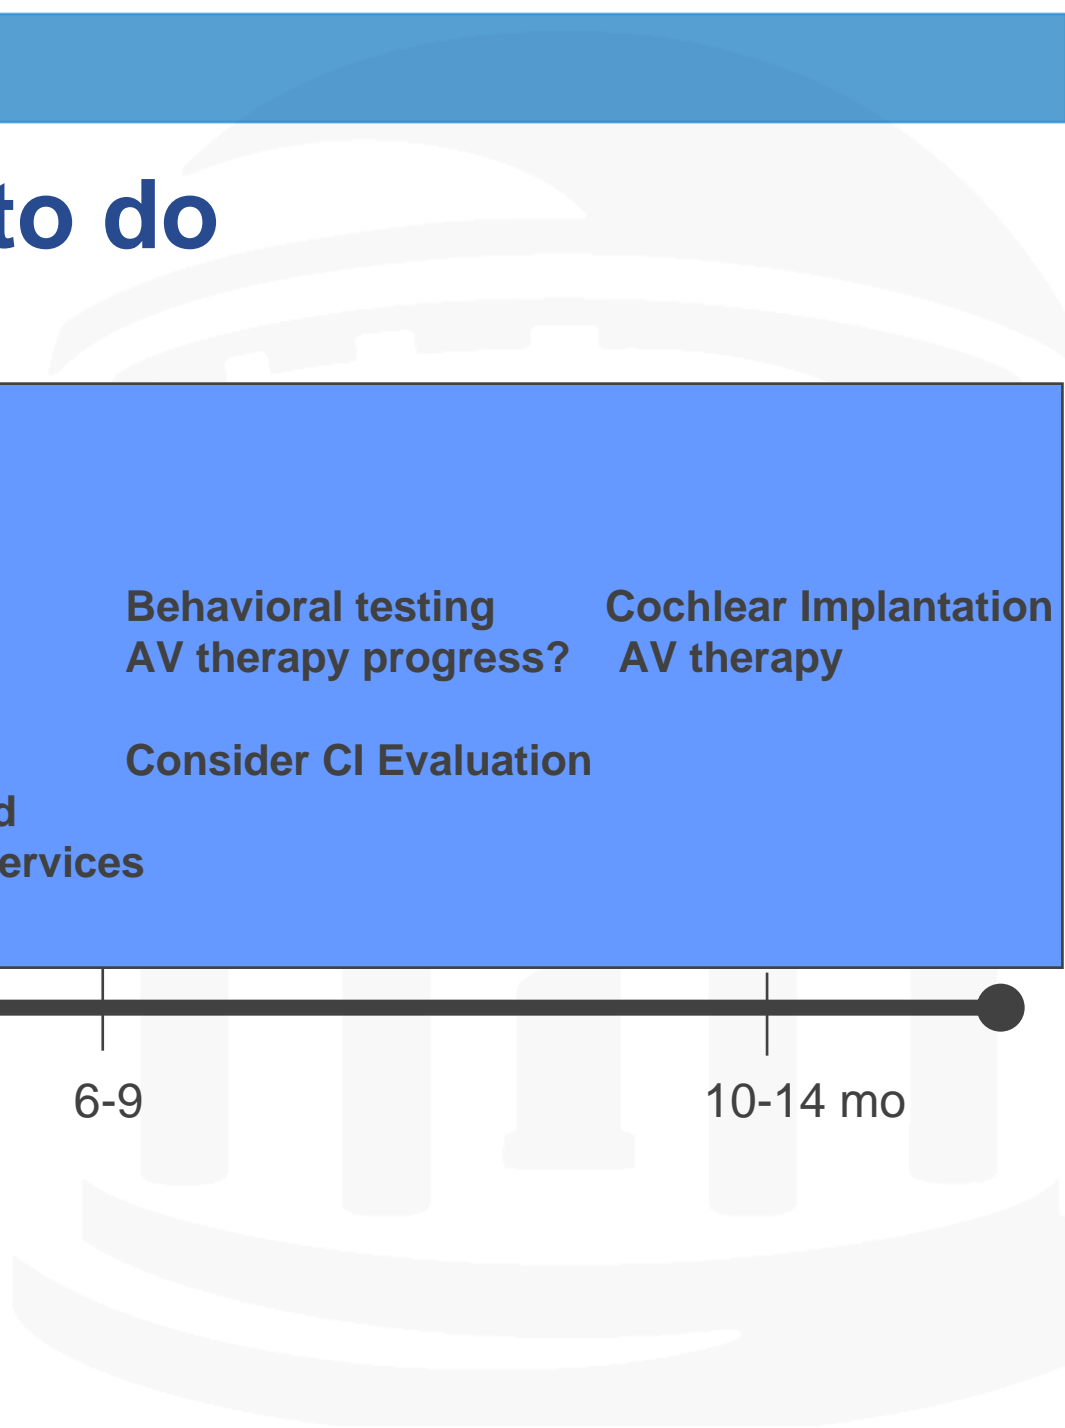 to do
Behavioral testing
AV therapy progress?
Consider CI Evaluation
Cochlear Implantation
AV therapy
d
ervices
6-9
10-14 mo